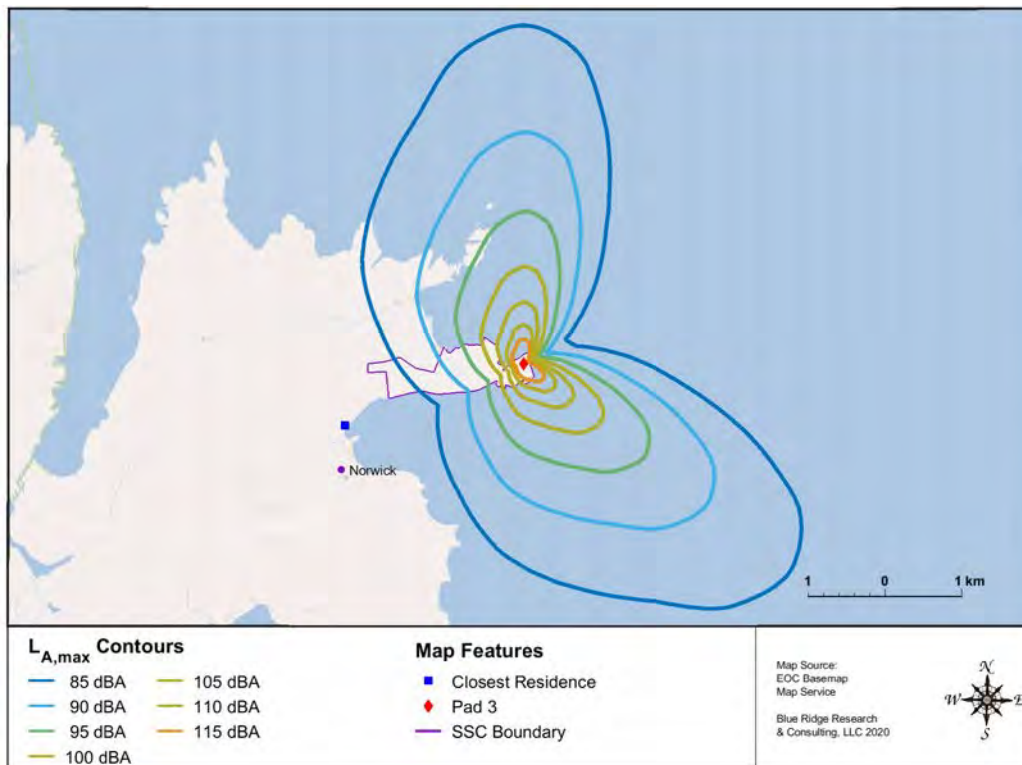 Norwick
1 0 1 km
L A,max Contours
85 dBA
90 dBA
95 dBA
100 dBA
105 dBA
110 dBA
115 dBA
Map Features
Closest Residence
Pad 3
SSC Boundary
Map Source:
EOC Basemap
Map Service
Blue Ridge Research
& Consulting, LLC 2020
N
W E
S